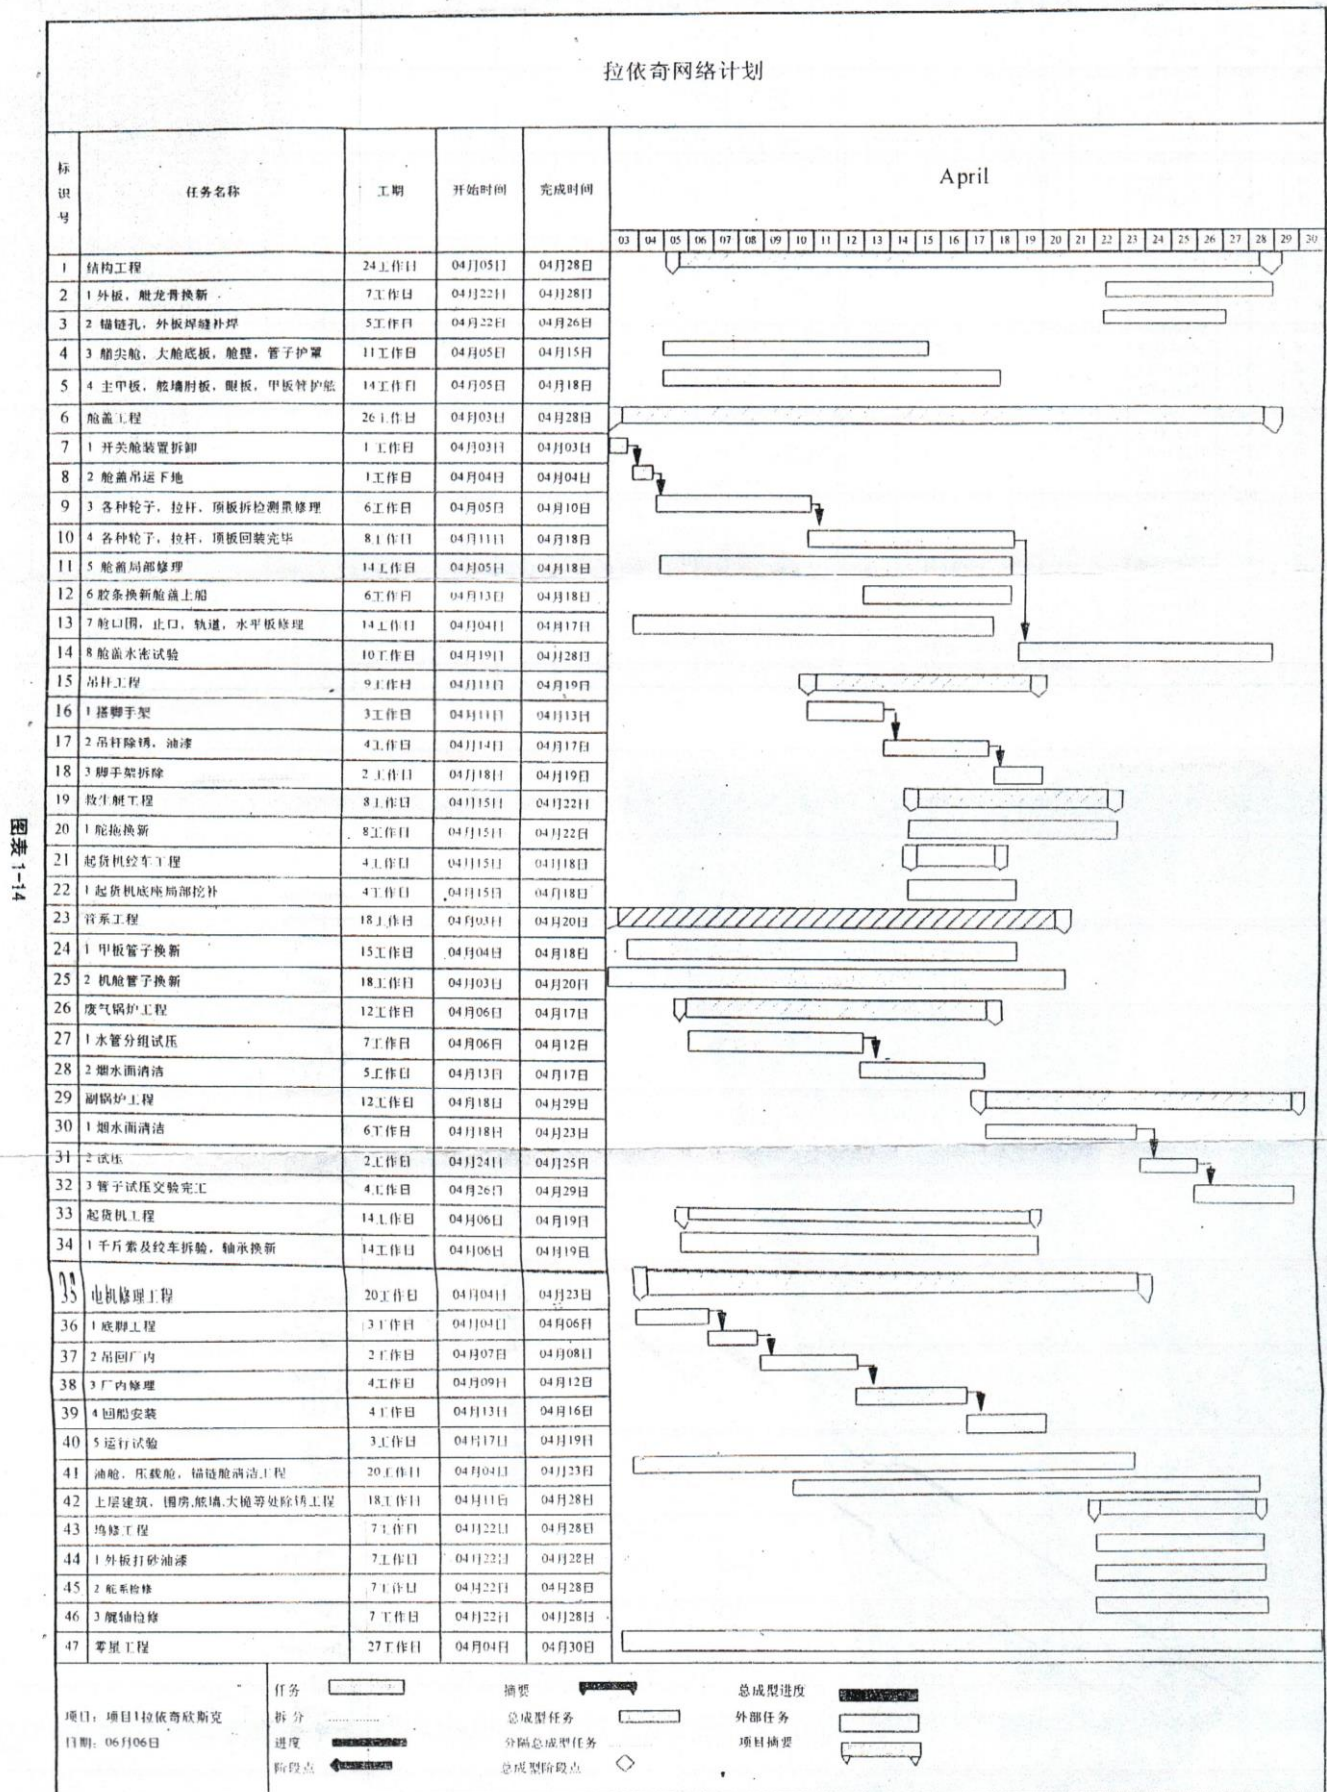 拉依奇网络计划
标识号 任务名称 工期 开始时间 完成时间 April
03 04 05 06 07 08 09 10 11 12 13 14 15 16 17 18 19 20 21 22 23 24 25 26 27 28 29 30
1 结构工程 24工作日 04月05日 04月28日
2 1 外板，舭龙骨换新 7工作日 04月22日 04月28日
3 2 锚链孔，外板焊缝补焊 5工作日 04月22日 04月26日
4 3 艏尖舱，大舱底板，舱壁，管子护罩 11工作日 04月05日 04月15日
5 4 主甲板，舷墙肘板，眼板，甲板管护 14工作日 04月05日 04月18日
6 舱盖工程 26工作日 04月03日 04月28日
7 1 开关舱装置拆卸 1工作日 04月03日 04月03日
8 2 舱盖吊运下地 1工作日 04月04日 04月04日
9 3 各种轮子，拉杆，顶板拆检测量修理 6工作日 04月05日 04月10日
10 4 各种轮子，拉杆，顶板回装完毕 8工作日 04月11日 04月18日
11 5 舱盖局部修理 14工作日 04月05日 04月18日
12 6 胶条换新舱盖上船 6工作日 04月13日 04月18日
13 7 舱口围，止口，轨道，水平板修理 14工作日 04月04日 04月17日
14 8 舱盖水密试验 10工作日 04月19日 04月28日
15 吊杆工程 9工作日 04月11日 04月19日
16 1 搭脚手架 3工作日 04月11日 04月13日
17 2 吊杆除锈，油漆 4工作日 04月14日 04月17日
18 3 脚手架拆除 2工作日 04月18日 04月19日
19 救生艇工程 8工作日 04月15日 04月22日
20 1 舵拖换新 8工作日 04月15日 04月22日
21 起货机绞车工程 4工作日 04月15日 04月18日
22 1 起货机底座局部挖补 4工作日 04月15日 04月18日
23 管系工程 18工作日 04月03日 04月20日
24 1 甲板管子换新 15工作日 04月04日 04月18日
25 2 机舱管子换新 18工作日 04月03日 04月20日
26 废气锅炉工程 12工作日 04月06日 04月17日
27 1 水管分组试压 7工作日 04月06日 04月12日
28 2 烟水面清洁 5工作日 04月13日 04月17日
29 副锅炉工程 12工作日 04月18日 04月29日
30 1 烟水面清洁 6工作日 04月18日 04月23日
31 2 试压 2工作日 04月24日 04月25日
32 3 管子试压交验完工 4工作日 04月26日 04月29日
33 起货机工程 14工作日 04月06日 04月19日
34 1 千斤索及绞车拆验，轴承换新 14工作日 04月06日 04月19日
35 电机修理工程 20工作日 04月04日 04月23日
36 1 底脚工程 3工作日 04月04日 04月06日
37 2 吊回厂内 2工作日 04月07日 04月08日
38 3 厂内修理 4工作日 04月09日 04月12日
39 4 回船安装 4工作日 04月13日 04月16日
40 5 运行试验 3工作日 04月17日 04月19日
41 油舱，压载舱，锚链舱清洁工程 20工作日 04月04日 04月23日
42 上层建筑，围房,舷墙,大桅等处除锈工程 18工作日 04月11日 04月28日
43 坞修工程 7工作日 04月22日 04月28日
44 1 外板打砂油漆 7工作日 04月22日 04月28日
45 2 舵系检修 7工作日 04月22日 04月28日
46 3 艉轴检修 7工作日 04月22日 04月28日
47 零星工程 27工作日 04月04日 04月30日
项目：项目1拉依奇欣斯克
日期：06月06日
任务 摘要 总成型进度
拆分 总成型任务 外部任务
进度 分隔总成型任务 项目摘要
阶段点 总成型阶段点
图表 1-14